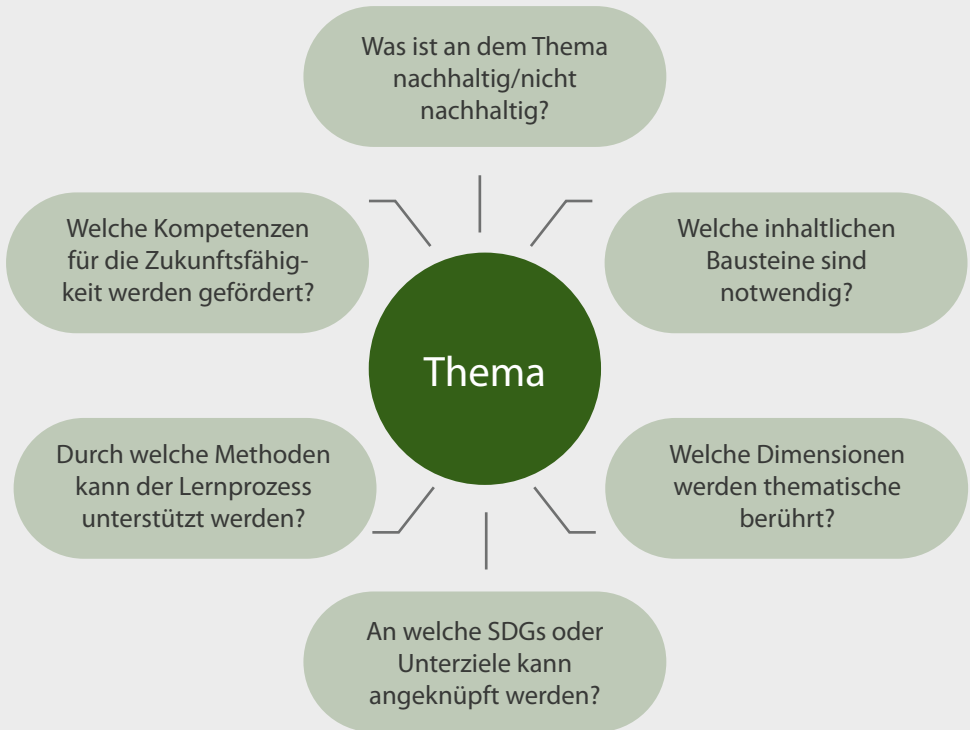 Was ist an dem Thema
nachhaltig/nicht
nachhaltig?
Welche Kompetenzen
für die Zukunftsfähig-
keit werden gefördert?
Welche inhaltlichen
Bausteine sind
notwendig?
Thema
Durch welche Methoden
kann der Lernprozess
unterstützt werden?
Welche Dimensionen
werden thematische
berührt?
An welche SDGs oder
Unterziele kann
angeknüpft werden?